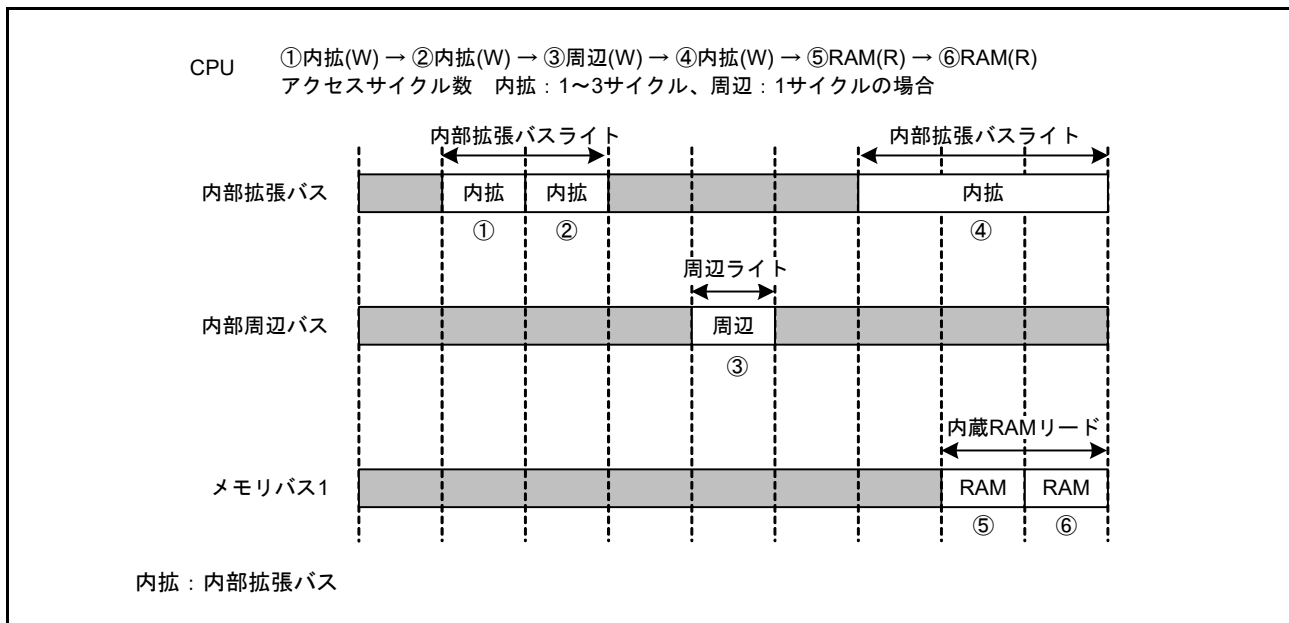 CPU
①内拡(W) → ②内拡(W) → ③周辺(W) → ④内拡(W) → ⑤RAM(R) → ⑥RAM(R)
アクセスサイクル数　内拡：1～3サイクル、周辺：1サイクルの場合
内部拡張バスライト
内部拡張バスライト
内部拡張バス
内拡
内拡
内拡
①
②
④
周辺ライト
内部周辺バス
周辺
③
内蔵RAMリード
メモリバス1
RAM
RAM
⑤
⑥
内拡：内部拡張バス